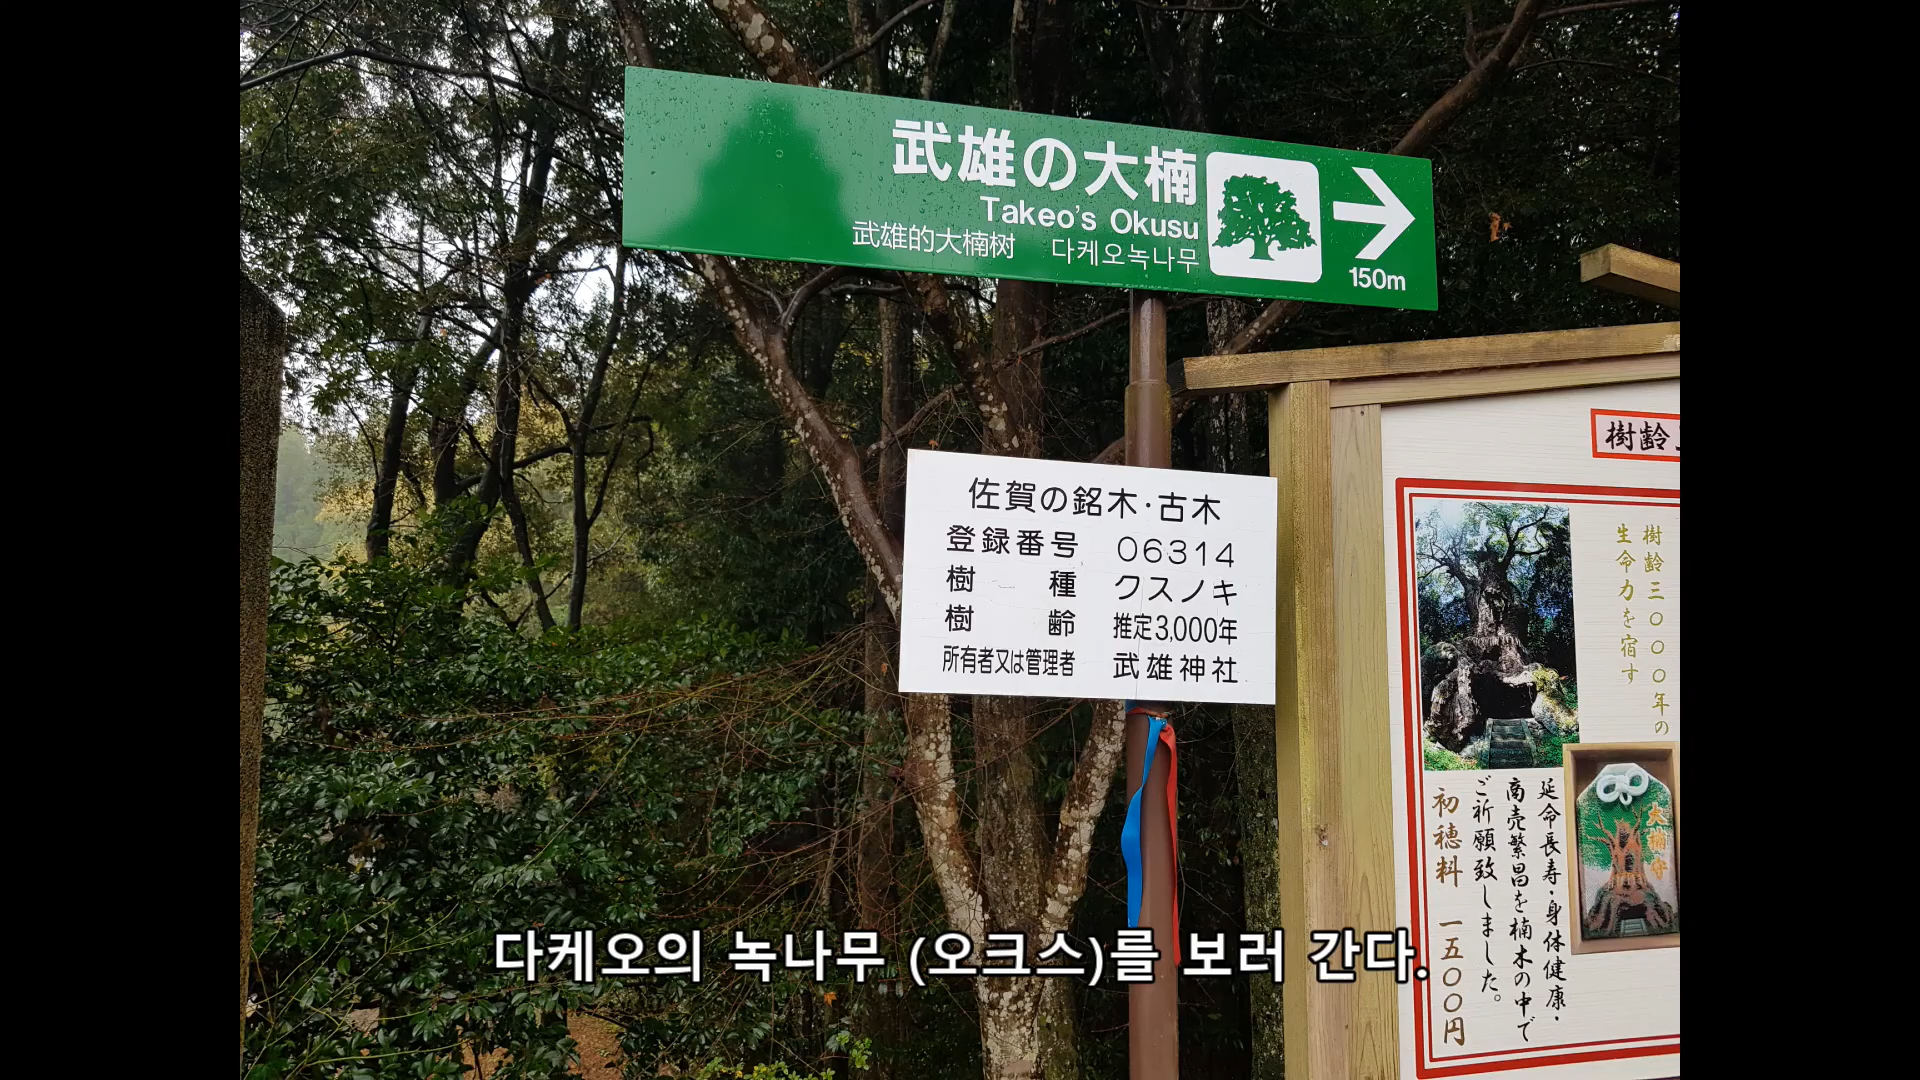 武雄の大楠
Takeo's Okusu
武雄的大楠树 다케오녹나무
150m
佐賀の銘木・古木
登録番号 06314
樹種 クスノキ
樹齢 推定3,000年
所有者又は管理者 武雄神社
樹齢
樹齢三〇〇〇年の
生命力を宿す
大楠守
延命長寿・身体健康・
商売繁昌を楠木の中で
ご祈願致しました。
初穂料 一五〇〇円
다케오의 녹나무 (오크스)를 보러 간다.